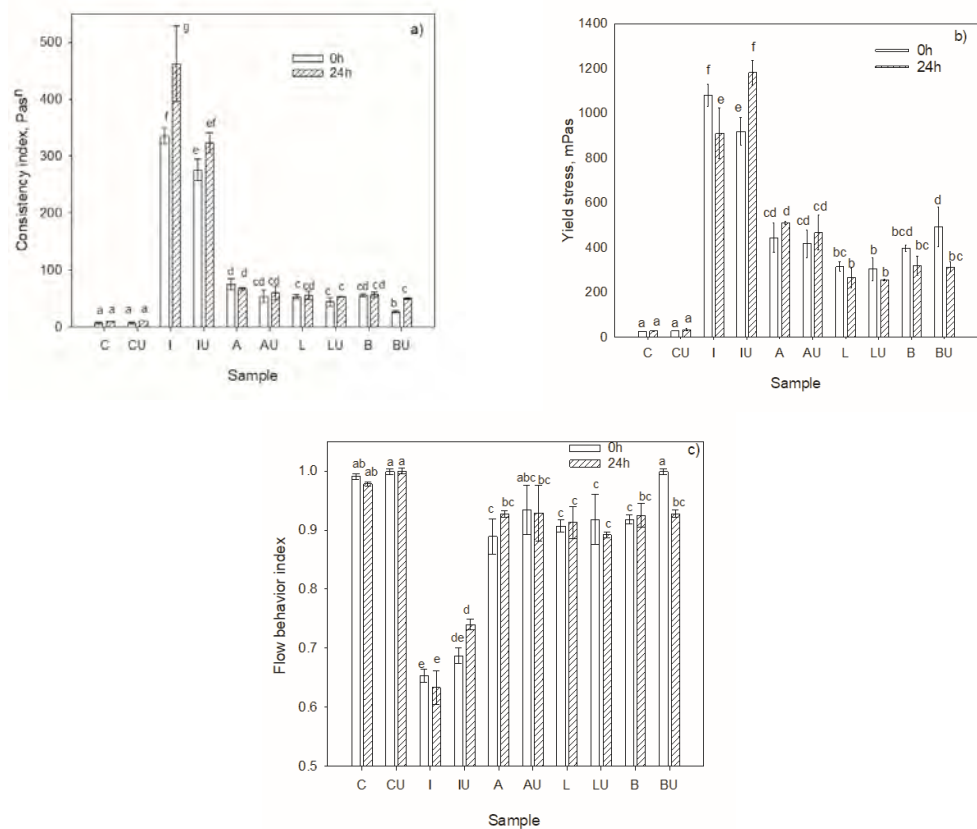 a)
0h
24h
Consistency index, Pasⁿ
500
400
300
200
100
0
a a a a f g e ef d d cd cd c cd c c cd cd b c
C CU I IU A AU L LU B BU
Sample
b)
0h
24h
Yield stress, mPas
1400
1200
1000
800
600
400
200
0
a a a a f e e f cd d cd cd bc b b b bcd bc d bc
C CU I IU A AU L LU B BU
Sample
c)
0h
24h
Flow behavior index
1.0
0.9
0.8
0.7
0.6
0.5
ab ab a a e e de d c bc abc bc c c c c c bc a bc
C CU I IU A AU L LU B BU
Sample